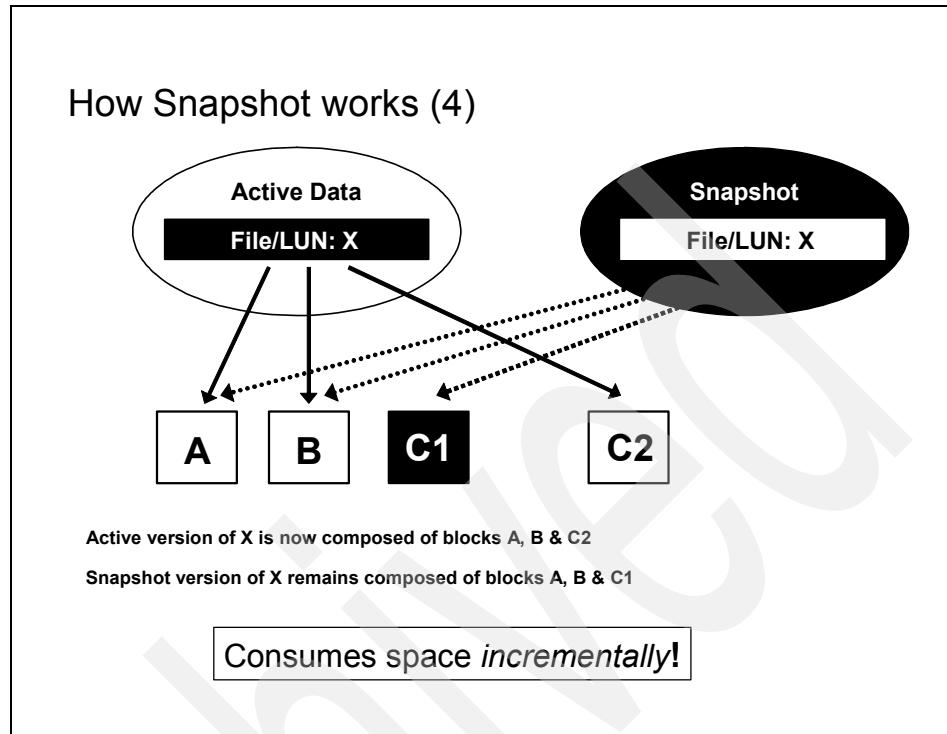 How Snapshot works (4)
Active Data
File/LUN: X
Snapshot
File/LUN: X
A
B
C1
C2
Active version of X is now composed of blocks A, B & C2
Snapshot version of X remains composed of blocks A, B & C1
Consumes space incrementally!
hived